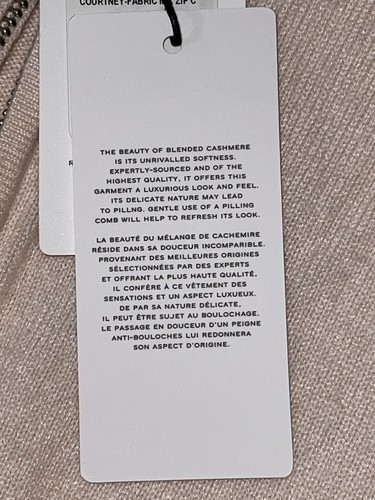 COURTNEY-FABRIC ZIP C
THE BEAUTY OF BLENDED CASHMERE
IS ITS UNRIVALLED SOFTNESS.
EXPERTLY-SOURCED AND OF THE
HIGHEST QUALITY, IT OFFERS THIS
GARMENT A LUXURIOUS LOOK AND FEEL.
ITS DELICATE NATURE MAY LEAD
TO PILLNG. GENTLE USE OF A PILLING
COMB WILL HELP TO REFRESH ITS LOOK.
LA BEAUTÉ DU MÉLANGE DE CACHEMIRE
RÉSIDE DANS SA DOUCEUR INCOMPARIBLE.
PROVENANT DES MEILLEURES ORIGINES
SÉLECTIONNÉES PAR DES EXPERTS
ET OFFRANT LA PLUS HAUTE QUALITÉ,
IL CONFÈRE À CE VÊTEMENT DES
SENSATIONS ET UN ASPECT LUXUEUX.
DE PAR SA NATURE DÉLICATE,
IL PEUT ÊTRE SUJET AU BOULOCHAGE.
LE PASSAGE EN DOUCEUR D'UN PEIGNE
ANTI-BOULOCHES LUI REDONNERA
SON ASPECT D'ORIGINE.